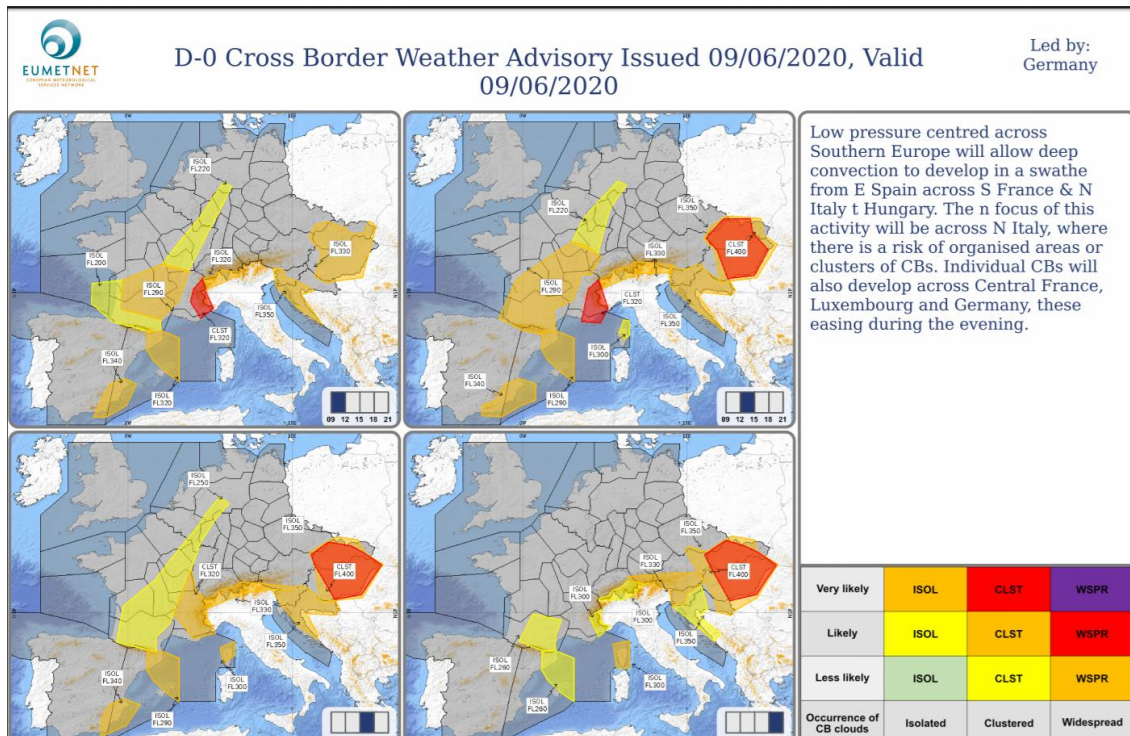 EUMETNET
EUROPEAN METEOROLOGICAL
SERVICES NETWORK
D-0 Cross Border Weather Advisory Issued 09/06/2020, Valid
09/06/2020
Led by:
Germany
0W
15E
ISOL
FL220
ISOL
FL200
ISOL
FL320
ISOL
FL330
ISOL
FL290
ISOL
FL350
CLST
FL320
ISOL
FL340
ISOL
FL320
09 12 15 18 21
0W
15E
ISOL
FL220
ISOL
FL350
CLST
FL400
ISOL
FL330
ISOL
FL290
CLST
FL320
ISOL
FL350
ISOL
FL300
ISOL
FL340
ISOL
FL290
09 12 15 18 21
ISOL
FL250
ISOL
FL350
CLST
FL320
CLST
FL400
ISOL
FL330
ISOL
FL350
ISOL
FL340
ISOL
FL300
ISOL
FL290
ISOL
FL350
ISOL
FL330
CLST
FL400
ISOL
FL300
ISOL
FL300
ISOL
FL350
ISOL
FL260
ISOL
FL300
ISOL
FL260
Low pressure centred across
Southern Europe will allow deep
convection to develop in a swathe
from E Spain across S France & N
Italy t Hungary. The n focus of this
activity will be across N Italy, where
there is a risk of organised areas or
clusters of CBs. Individual CBs will
also develop across Central France,
Luxembourg and Germany, these
easing during the evening.
Very likely ISOL CLST WSPR
Likely ISOL CLST WSPR
Less likely ISOL CLST WSPR
Occurrence of
CB clouds Isolated Clustered Widespread